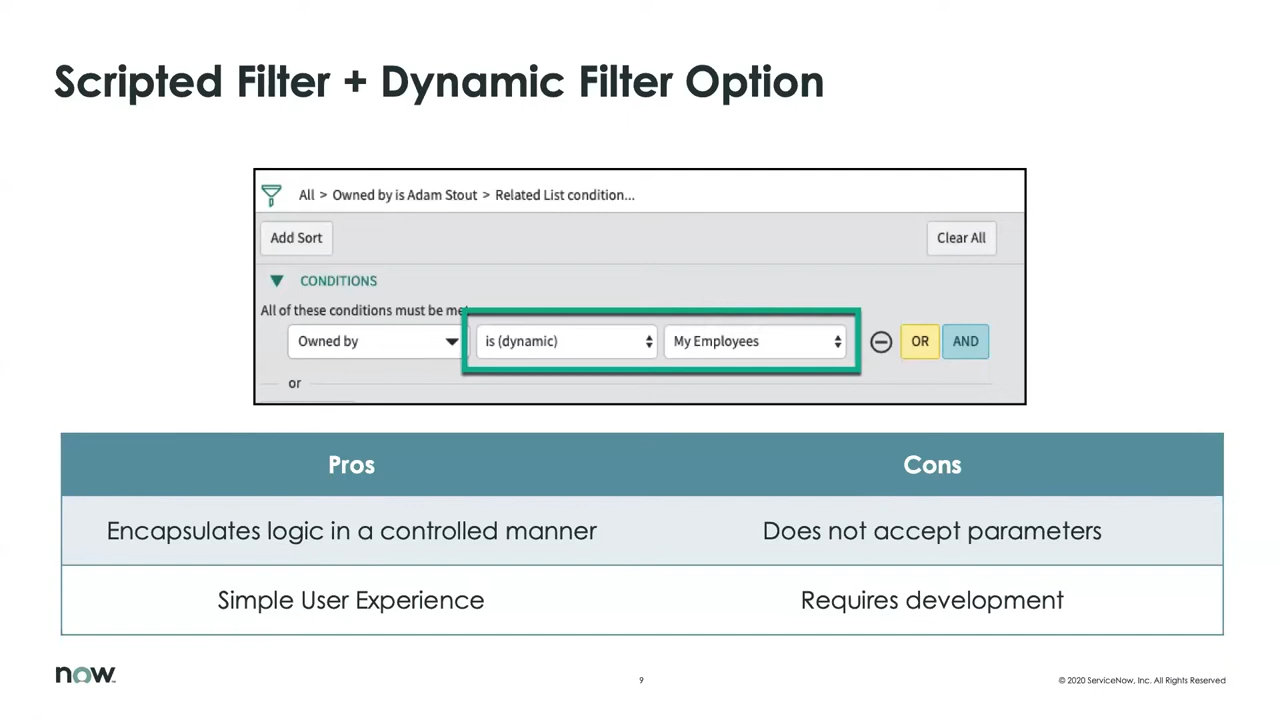 Scripted Filter + Dynamic Filter Option
All > Owned by is Adam Stout > Related List condition...
Add Sort
Clear All
CONDITIONS
All of these conditions must be met
Owned by
is (dynamic)
My Employees
OR
AND
or
Pros
Cons
Encapsulates logic in a controlled manner
Does not accept parameters
Simple User Experience
Requires development
now
9
© 2020 ServiceNow, Inc. All Rights Reserved